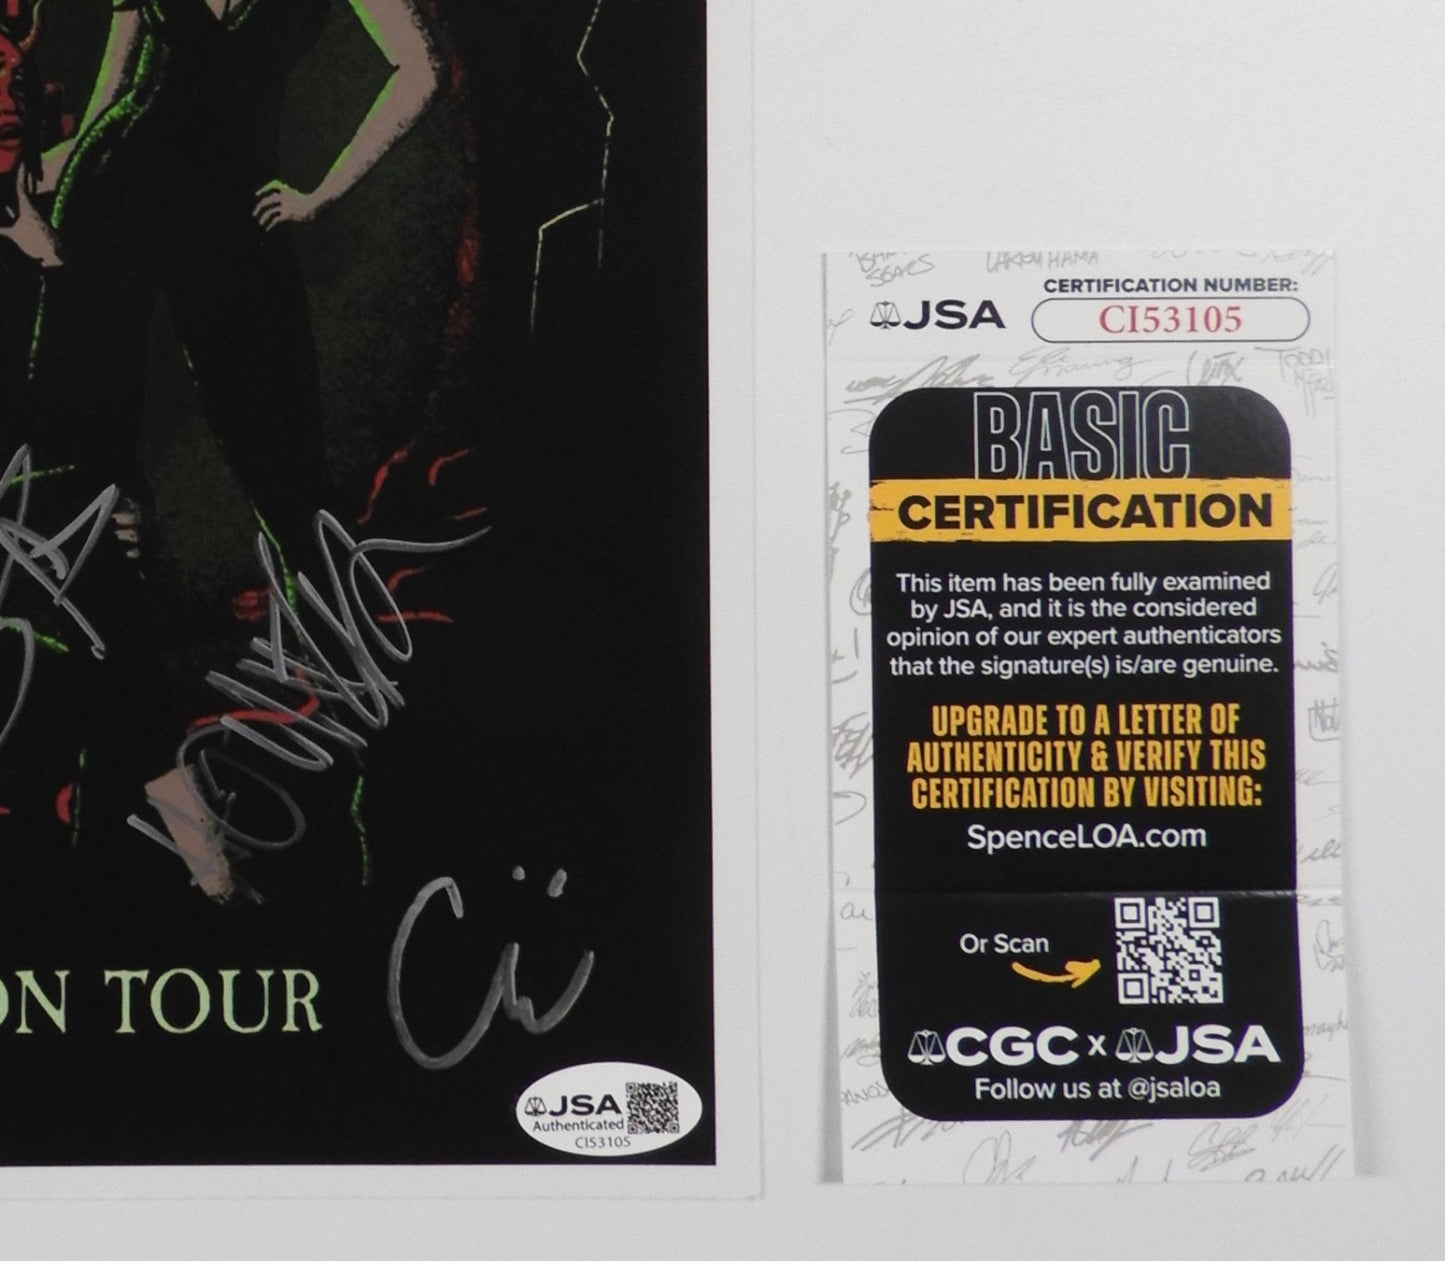 ON TOUR
JSA
Authenticated
CI53105
JSA
CERTIFICATION NUMBER:
CI53105
BASIC
CERTIFICATION
This item has been fully examined
by JSA, and it is the considered
opinion of our expert authenticators
that the signature(s) is/are genuine.
UPGRADE TO A LETTER OF
AUTHENTICITY & VERIFY THIS
CERTIFICATION BY VISITING:
SpenceLOA.com
Or Scan
CGC x JSA
Follow us at @jsaloa